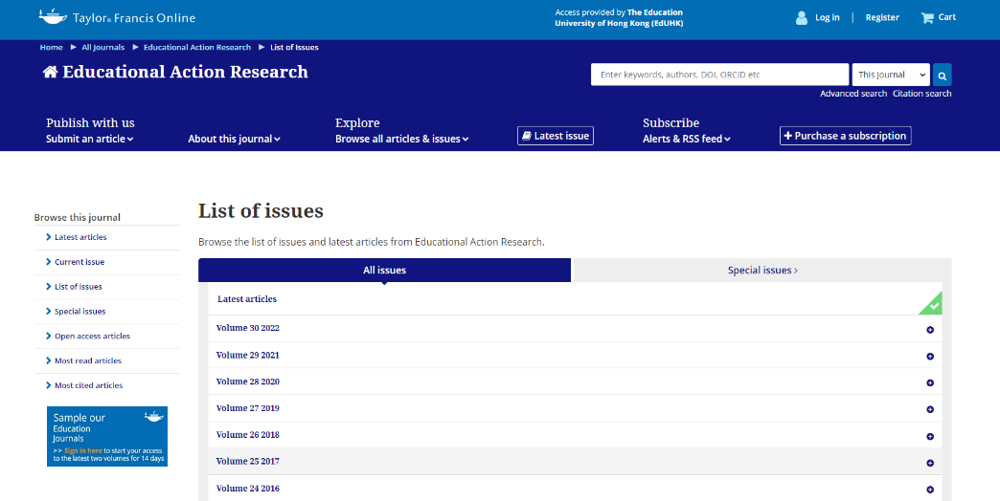 Taylor & Francis Online
Access provided by The Education
University of Hong Kong (EdUHK)
Log in | Register Cart
Home All Journals Educational Action Research List of Issues
Educational Action Research
Enter keywords, authors, DOI, ORCID etc
This Journal
Advanced search Citation search
Publish with us
Submit an article
About this journal
Explore
Browse all articles & issues
Latest issue
Subscribe
Alerts & RSS feed
+ Purchase a subscription
Browse this journal
Latest articles
Current issue
List of issues
Special issues
Open access articles
Most read articles
Most cited articles
Sample our
Education
Journals
>> Sign in here to start your access
to the latest two volumes for 14 days
List of issues
Browse the list of issues and latest articles from Educational Action Research.
All issues
Special issues
Latest articles
Volume 30 2022
Volume 29 2021
Volume 28 2020
Volume 27 2019
Volume 26 2018
Volume 25 2017
Volume 24 2016